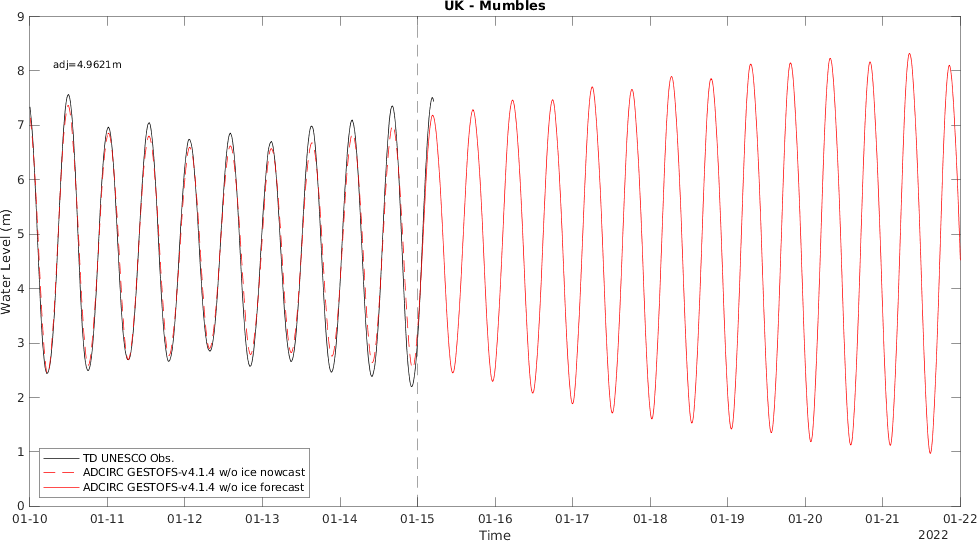 UK - Mumbles
9
8
7
6
5
4
3
2
1
0
Water Level (m)
adj=4.9621m
TD UNESCO Obs.
ADCIRC GESTOFS-v4.1.4 w/o ice nowcast
ADCIRC GESTOFS-v4.1.4 w/o ice forecast
01-10 01-11 01-12 01-13 01-14 01-15 01-16 01-17 01-18 01-19 01-20 01-21 01-22
Time
2022